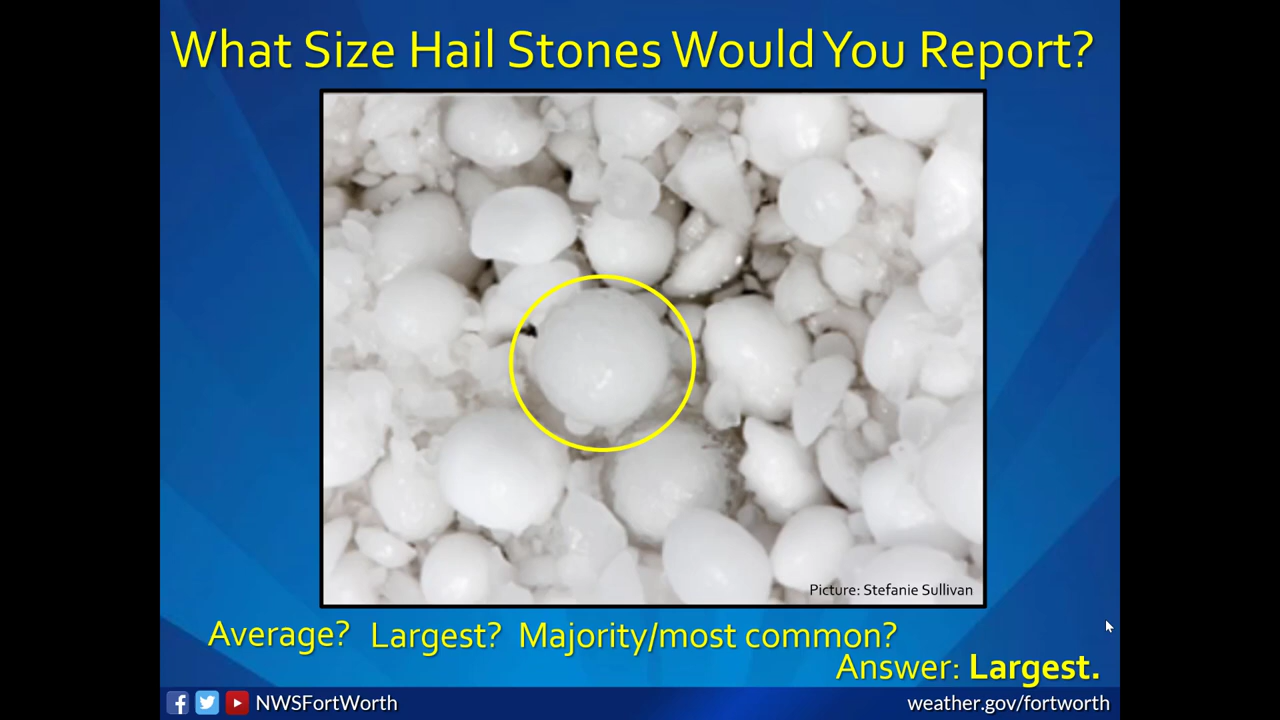 What Size Hail Stones Would You Report?
Picture: Stefanie Sullivan
Average? Largest? Majority/most common?
Answer: Largest.
NWSFortWorth weather.gov/fortworth